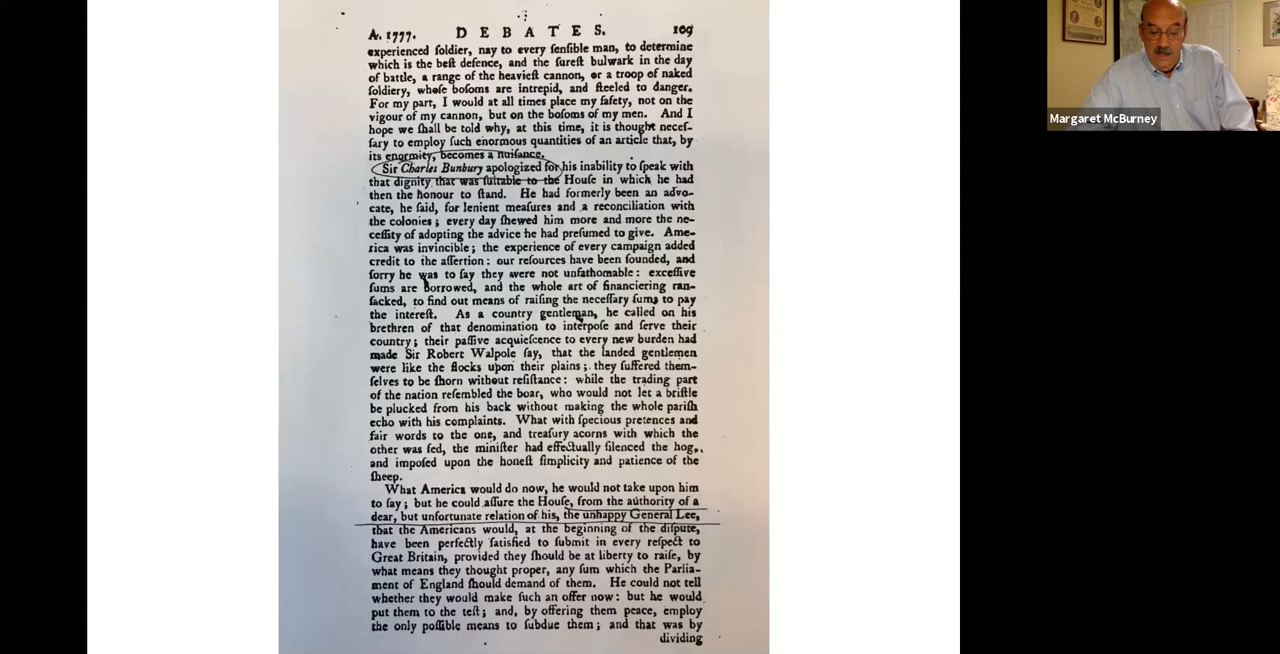 A. 1777. DEBATES. 109
experienced ſoldier, nay to every ſenſible man, to determine
which is the beſt defence, and the ſureſt bulwark in the day
of battle, a range of the heavieſt cannon, or a troop of naked
ſoldiery, whoſe boſoms are intrepid, and ſteeled to danger.
For my part, I would at all times place my ſafety, not on the
vigour of my cannon, but on the boſoms of my men. And I
hope we ſhall be told why, at this time, it is thought neceſ-
ſary to employ ſuch enormous quantities of an article that, by
its enormity, becomes a nuiſance.
Sir Charles Bunbury apologized for his inability to ſpeak with
that dignity that was ſuitable to the Houſe in which he had
then the honour to ſtand. He had formerly been an advo-
cate, he ſaid, for lenient meaſures and a reconciliation with
the colonies; every day ſhewed him more and more the ne-
ceſſity of adopting the advice he had preſumed to give. Ame-
rica was invincible; the experience of every campaign added
credit to the aſſertion: our reſources have been ſounded, and
ſorry he was to ſay they were not unfathomable: exceſſive
ſums are borrowed, and the whole art of financiering ran-
ſacked, to find out means of raiſing the neceſſary ſums to pay
the intereſt. As a country gentleman, he called on his
brethren of that denomination to interpoſe and ſerve their
country; their paſſive acquieſcence to every new burden had
made Sir Robert Walpole ſay, that the landed gentlemen
were like the flocks upon their plains; they ſuffered them-
ſelves to be ſhorn without reſiſtance: while the trading part
of the nation reſembled the boar, who would not let a briſtle
be plucked from his back without making the whole pariſh
echo with his complaints. What with ſpecious pretences and
fair words to the one, and treaſury acorns with which the
other was fed, the miniſter had effectually ſilenced the hog,
and impoſed upon the honeſt ſimplicity and patience of the
ſheep.
What America would do now, he would not take upon him
to ſay; but he could aſſure the Houſe, from the authority of a
dear, but unfortunate relation of his, the unhappy General Lee,
that the Americans would, at the beginning of the diſpute,
have been perfectly ſatisfied to ſubmit in every reſpect to
Great Britain, provided they ſhould be at liberty to raiſe, by
what means they thought proper, any ſum which the Parlia-
ment of England ſhould demand of them. He could not tell
whether they would make ſuch an offer now: but he would
put them to the teſt; and, by offering them peace, employ
the only poſſible means to ſubdue them; and that was by
dividing
Margaret McBurney